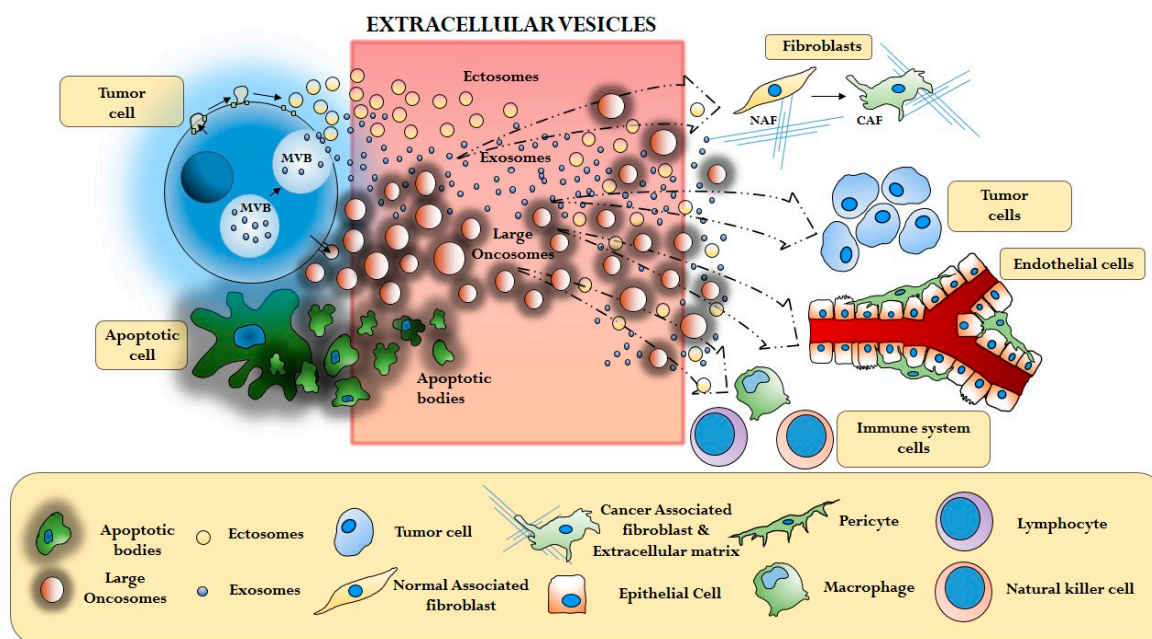 EXTRACELLULAR VESICLES
Tumor
cell
Ectosomes
Fibroblasts
NAF
CAF
MVB
Exosomes
MVB
Tumor
cells
Large
Oncosomes
Endothelial cells
Apoptotic
cell
Apoptotic
bodies
Immune system
cells
Apoptotic
bodies
Ectosomes
Tumor cell
Cancer Associated
fibroblast &
Extracellular matrix
Pericyte
Lymphocyte
Large
Oncosomes
Exosomes
Normal Associated
fibroblast
Epithelial Cell
Macrophage
Natural killer cell